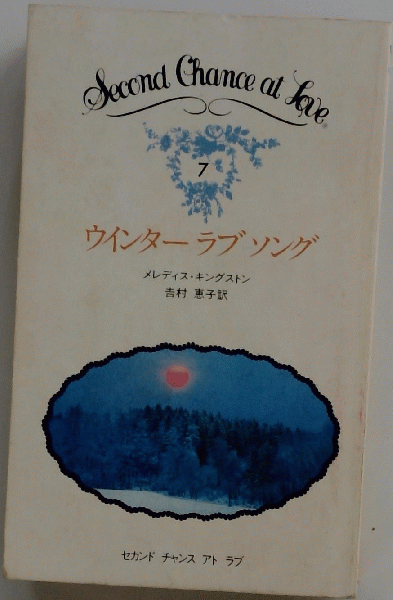 Second Chance at Love®
7
ウインター ラブ ソング
メレディス・キングストン
吉村 恵子訳
セカンド チャンス アト ラブ